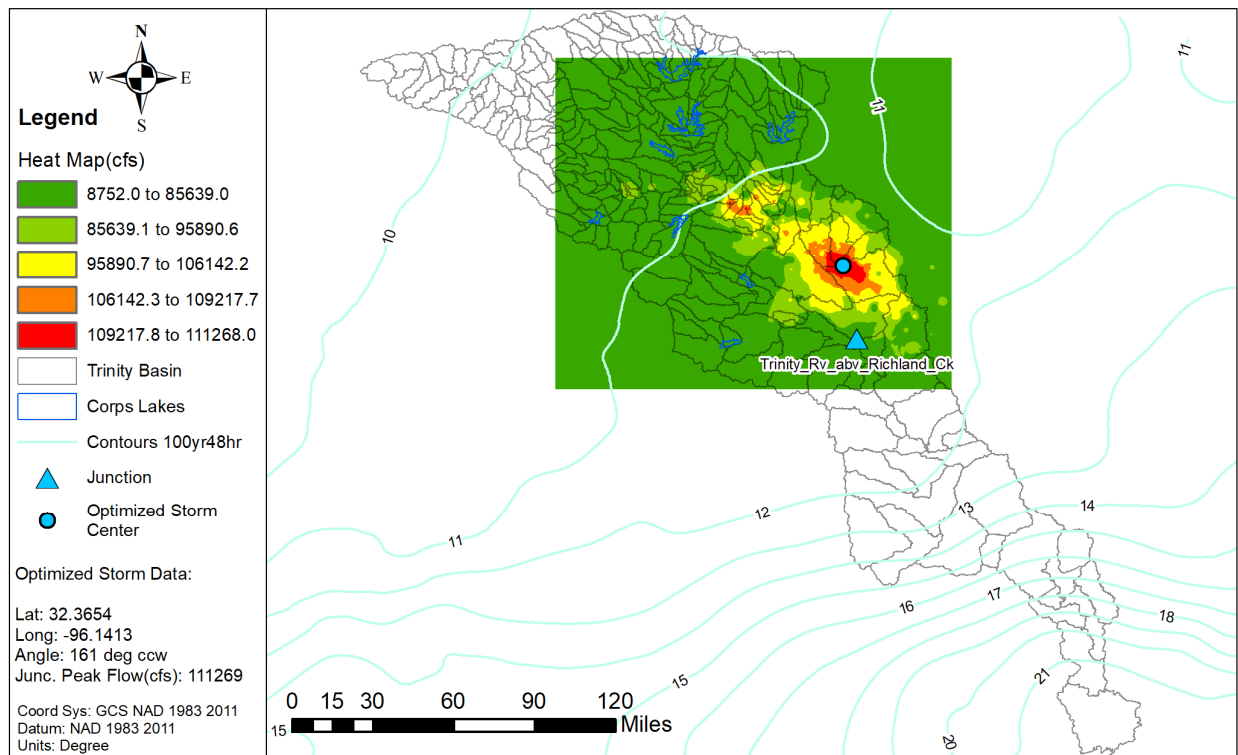 N
W E
S
Legend
Heat Map(cfs)
8752.0 to 85639.0
85639.1 to 95890.6
95890.7 to 106142.2
106142.3 to 109217.7
109217.8 to 111268.0
Trinity Basin
Corps Lakes
Contours 100yr48hr
Junction
Optimized Storm
Center
Optimized Storm Data:
Lat: 32.3654
Long: -96.1413
Angle: 161 deg ccw
Junc. Peak Flow(cfs): 111269
Coord Sys: GCS NAD 1983 2011
Datum: NAD 1983 2011
Units: Degree
11
11
10
Trinity_Rv_abv_Richland_Ck
12
13
14
11
16
17
18
15
21
20
15
0 15 30 60 90 120
Miles